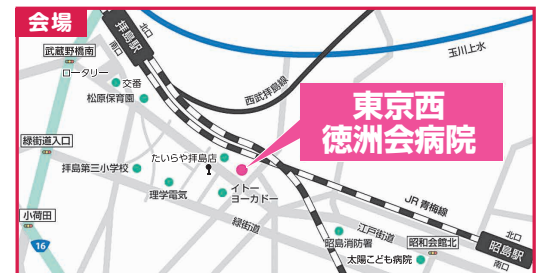 会場
拝島駅
北口
南口
武蔵野橋南
ロータリー
交番
松原保育園
玉川上水
西武拝島線
東京西
徳洲会病院
緑街道入口
たいらや拝島店
拝島第三小学校
理学電気
イトー
ヨーカドー
JR青梅線
小荷田
緑街道
江戸街道
16
昭島消防署
昭和会館北
太陽こども病院
北口
昭島駅
南口